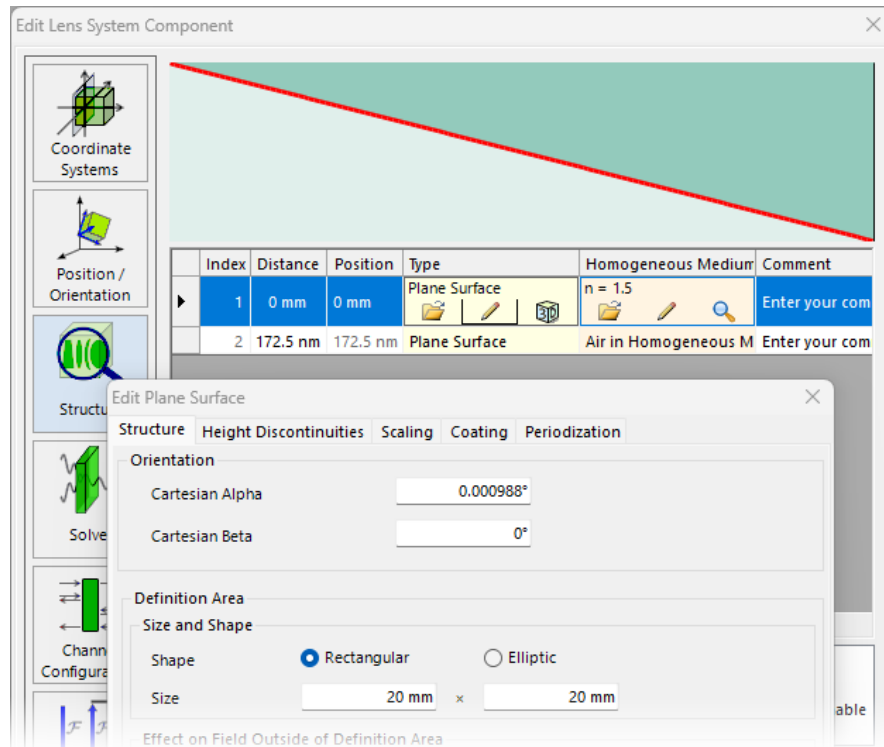 Edit Lens System Component
Coordinate
Systems
Position /
Orientation
Index Distance Position Type Homogeneous Medium Comment
1 0 mm 0 mm Plane Surface n = 1.5 Enter your com
3D
2 172.5 nm 172.5 nm Plane Surface Air in Homogeneous M Enter your com
Structu
Edit Plane Surface
Structure Height Discontinuities Scaling Coating Periodization
Orientation
Cartesian Alpha 0.000988°
Cartesian Beta 0°
Solve
Definition Area
Size and Shape
Shape Rectangular Elliptic
Size 20 mm × 20 mm
Effect on Field Outside of Definition Area
Chann
Configura
able
F F